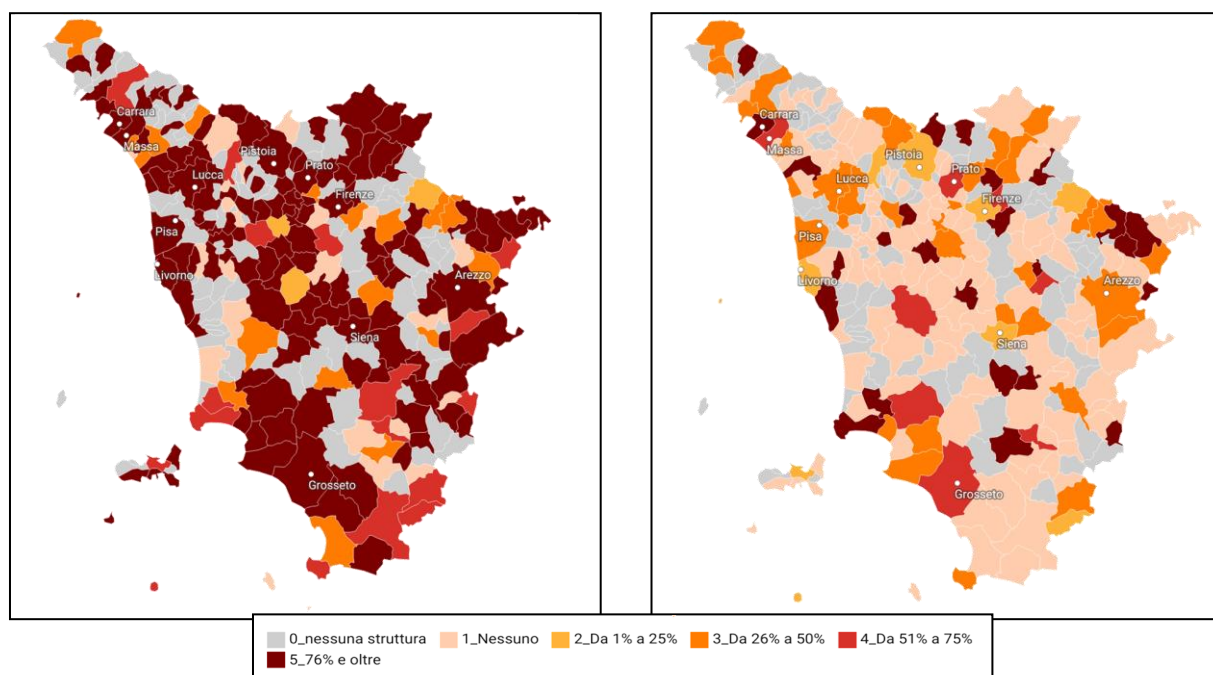 Carrara
Massa
Pistoia
Prato
Lucca
Firenze
Pisa
Livorno
Arezzo
Siena
Grosseto
Carrara
Massa
Pistoia
Prato
Lucca
Firenze
Pisa
Livorno
Arezzo
Siena
Grosseto
0_nessuna struttura 1_Nessuno 2_Da 1% a 25% 3_Da 26% a 50% 4_Da 51% a 75%
5_76% e oltre